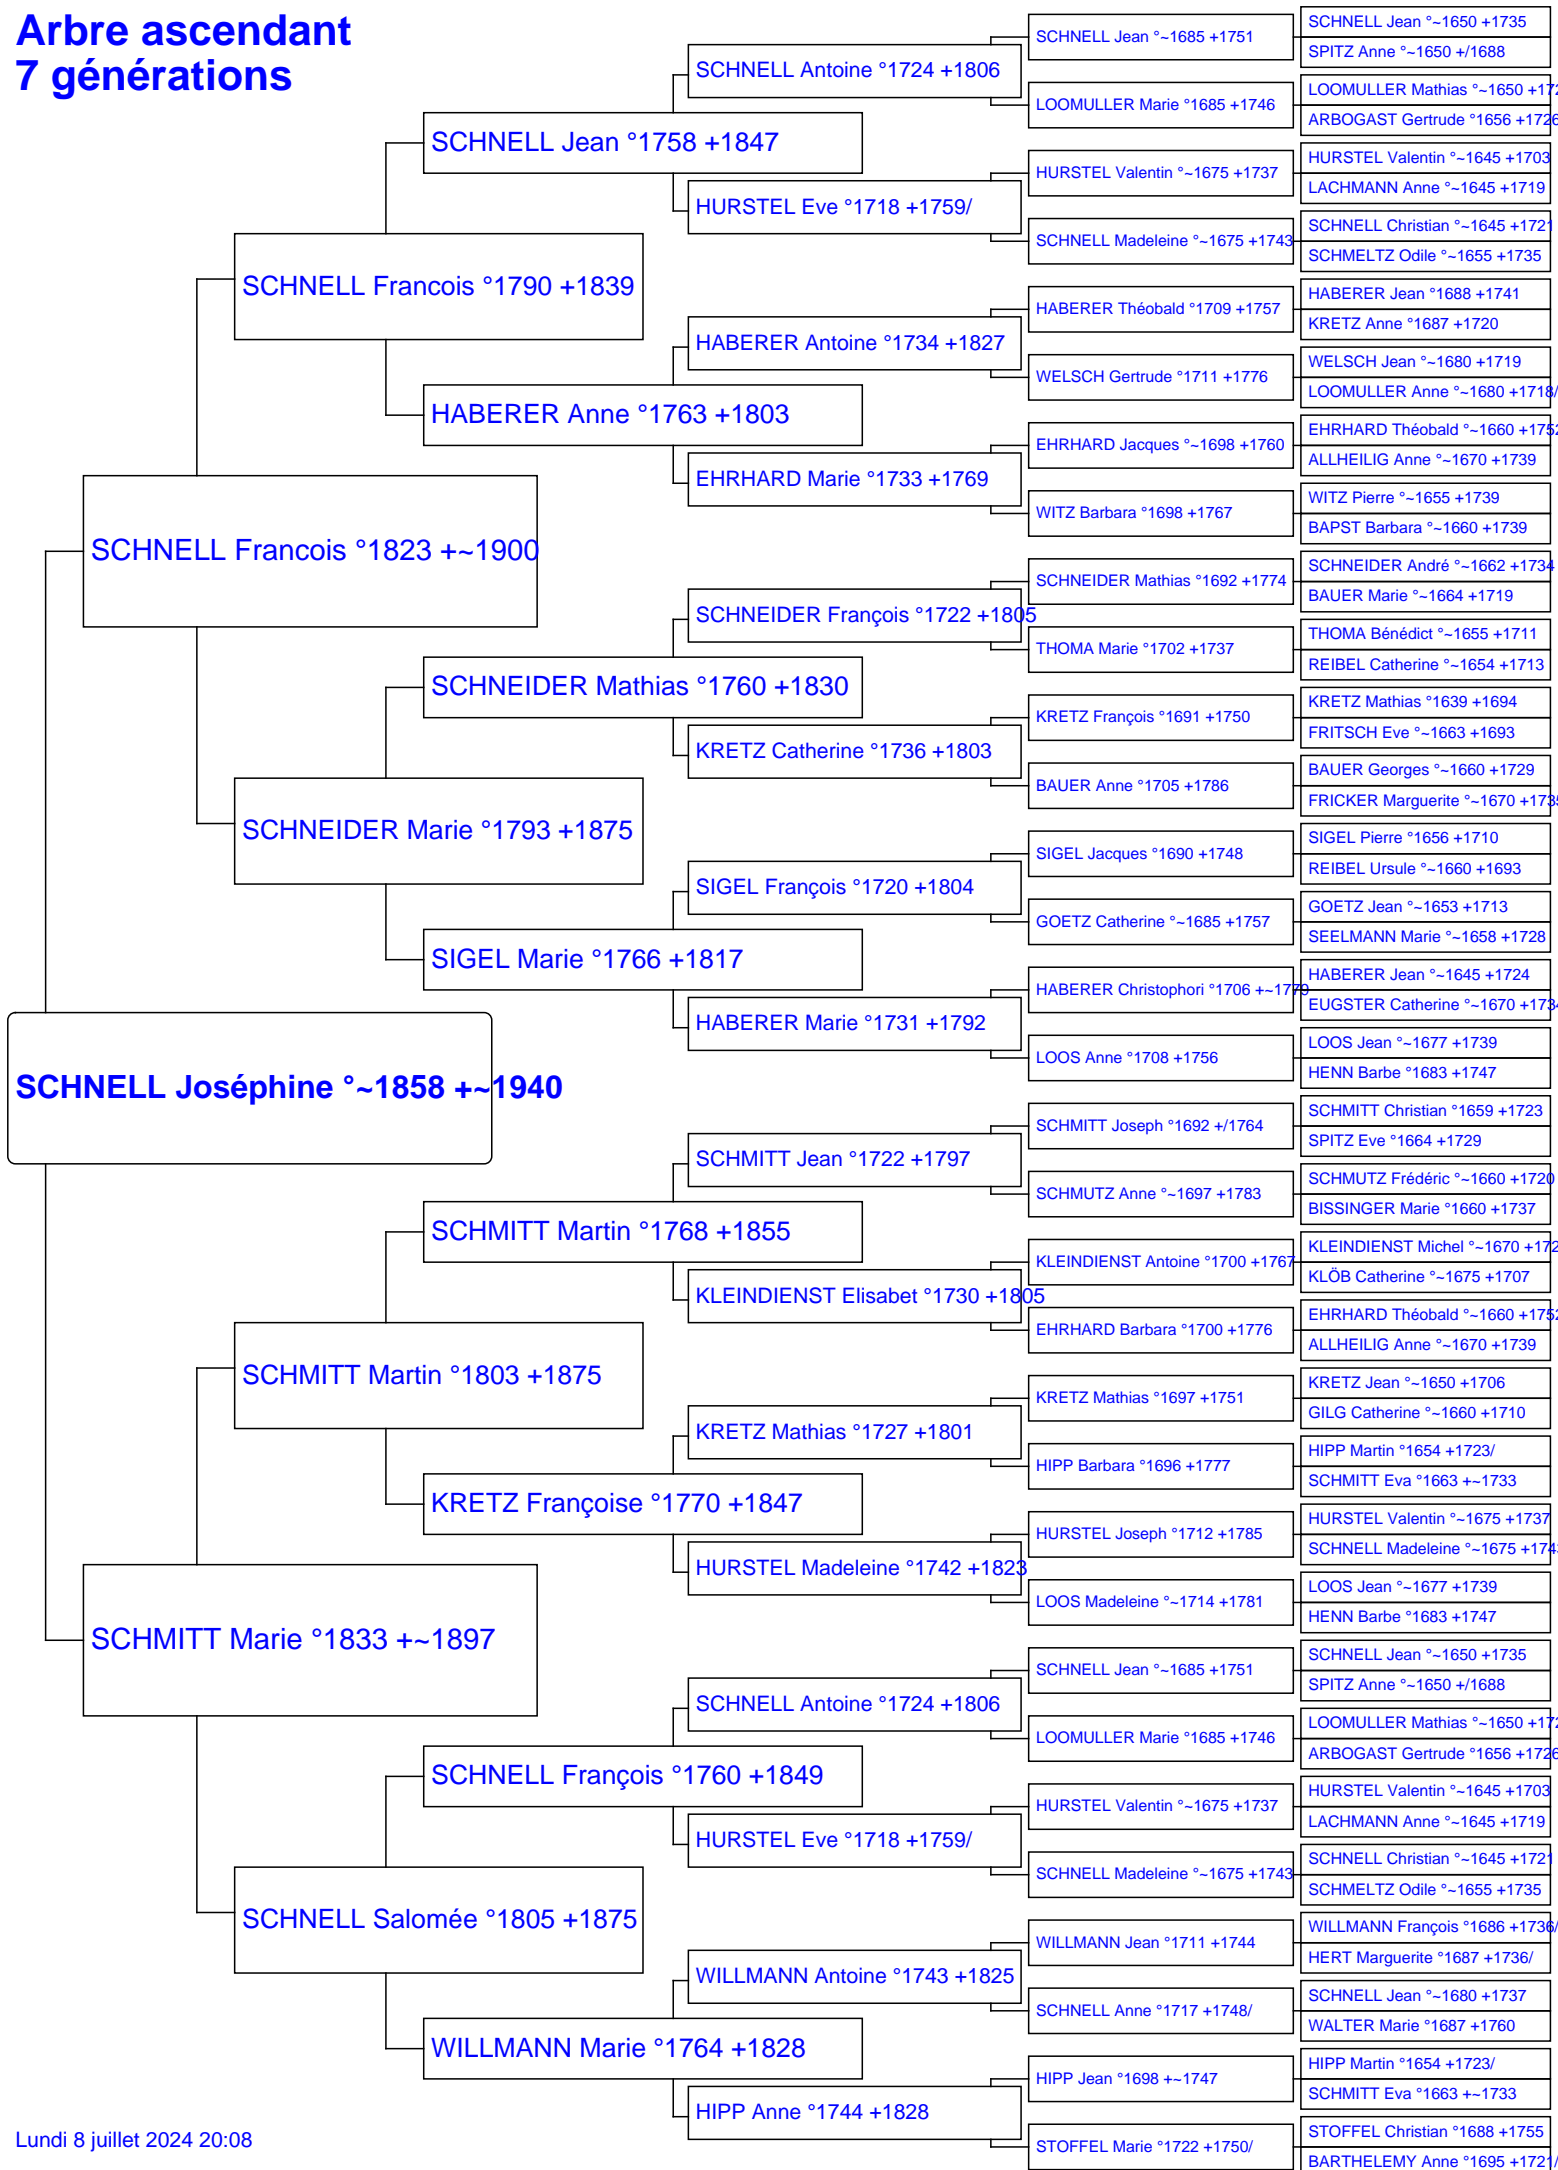 Arbre ascendant
7 générations
SCHNELL Joséphine °~1858 +~1940
SCHNELL Francois °1823 +~1900
SCHMITT Marie °1833 +~1897
SCHNELL Francois °1790 +1839
SCHNEIDER Marie °1793 +1875
SCHMITT Martin °1803 +1875
SCHNELL Salomée °1805 +1875
SCHNELL Jean °1758 +1847
HABERER Anne °1763 +1803
SCHNEIDER Mathias °1760 +1830
SIGEL Marie °1766 +1817
SCHMITT Martin °1768 +1855
KRETZ Françoise °1770 +1847
SCHNELL François °1760 +1849
WILLMANN Marie °1764 +1828
SCHNELL Antoine °1724 +1806
HURSTEL Eve °1718 +1759/
HABERER Antoine °1734 +1827
EHRHARD Marie °1733 +1769
SCHNEIDER François °1722 +1805
KRETZ Catherine °1736 +1803
SIGEL François °1720 +1804
HABERER Marie °1731 +1792
SCHMITT Jean °1722 +1797
KLEINDIENST Elisabet °1730 +1805
KRETZ Mathias °1727 +1801
HURSTEL Madeleine °1742 +1823
SCHNELL Antoine °1724 +1806
HURSTEL Eve °1718 +1759/
WILLMANN Antoine °1743 +1825
HIPP Anne °1744 +1828
SCHNELL Jean °~1685 +1751
LOOMULLER Marie °1685 +1746
HURSTEL Valentin °~1675 +1737
SCHNELL Madeleine °~1675 +1743
HABERER Théobald °1709 +1757
WELSCH Gertrude °1711 +1776
EHRHARD Jacques °~1698 +1760
WITZ Barbara °1698 +1767
SCHNEIDER Mathias °1692 +1774
THOMA Marie °1702 +1737
KRETZ François °1691 +1750
BAUER Anne °1705 +1786
SIGEL Jacques °1690 +1748
GOETZ Catherine °~1685 +1757
HABERER Christophori °1706 +~1779
LOOS Anne °1708 +1756
SCHMITT Joseph °1692 +/1764
SCHMUTZ Anne °~1697 +1783
KLEINDIENST Antoine °1700 +1767
EHRHARD Barbara °1700 +1776
KRETZ Mathias °1697 +1751
HIPP Barbara °1696 +1777
HURSTEL Joseph °1712 +1785
LOOS Madeleine °~1714 +1781
SCHNELL Jean °~1685 +1751
LOOMULLER Marie °1685 +1746
HURSTEL Valentin °~1675 +1737
SCHNELL Madeleine °~1675 +1743
WILLMANN Jean °1711 +1744
SCHNELL Anne °1717 +1748/
HIPP Jean °1698 +~1747
STOFFEL Marie °1722 +1750/
SCHNELL Jean °~1650 +1735
SPITZ Anne °~1650 +/1688
LOOMULLER Mathias °~1650
ARBOGAST Gertrude °1656 +1726
HURSTEL Valentin °~1645 +1703
LACHMANN Anne °~1645 +1719
SCHNELL Christian °~1645 +1721
SCHMELTZ Odile °~1655 +1735
HABERER Jean °1688 +1741
KRETZ Anne °1687 +1720
WELSCH Jean °~1680 +1719
LOOMULLER Anne °~1680 +1718/
EHRHARD Théobald °~1660 +1752
ALLHEILIG Anne °~1670 +1739
WITZ Pierre °~1655 +1739
BAPST Barbara °~1660 +1739
SCHNEIDER André °~1662 +1734
BAUER Marie °~1664 +1719
THOMA Bénédict °~1655 +1711
REIBEL Catherine °~1654 +1713
KRETZ Mathias °1639 +1694
FRITSCH Eve °~1663 +1693
BAUER Georges °~1660 +1729
FRICKER Marguerite °~1670 +1735
SIGEL Pierre °1656 +1710
REIBEL Ursule °~1660 +1693
GOETZ Jean °~1653 +1713
SEELMANN Marie °~1658 +1728
HABERER Jean °~1645 +1724
EUGSTER Catherine °~1670 +1734
LOOS Jean °~1677 +1739
HENN Barbe °1683 +1747
SCHMITT Christian °1659 +1723
SPITZ Eve °1664 +1729
SCHMUTZ Frédéric °~1660 +1720
BISSINGER Marie °1660 +1737
KLEINDIENST Michel °~1670
KLÖB Catherine °~1675 +1707
EHRHARD Théobald °~1660 +1752
ALLHEILIG Anne °~1670 +1739
KRETZ Jean °~1650 +1706
GILG Catherine °~1660 +1710
HIPP Martin °1654 +1723/
SCHMITT Eva °1663 +~1733
HURSTEL Valentin °~1675 +1737
SCHNELL Madeleine °~1675 +1743
LOOS Jean °~1677 +1739
HENN Barbe °1683 +1747
SCHNELL Jean °~1650 +1735
SPITZ Anne °~1650 +/1688
LOOMULLER Mathias °~1650
ARBOGAST Gertrude °1656 +1726
HURSTEL Valentin °~1645 +1703
LACHMANN Anne °~1645 +1719
SCHNELL Christian °~1645 +1721
SCHMELTZ Odile °~1655 +1735
WILLMANN François °1686 +1736/
HERT Marguerite °1687 +1736/
SCHNELL Jean °~1680 +1737
WALTER Marie °1687 +1760
HIPP Martin °1654 +1723/
SCHMITT Eva °1663 +~1733
STOFFEL Christian °1688 +1755
BARTHELEMY Anne °1695 +1721/
Lundi 8 juillet 2024 20:08